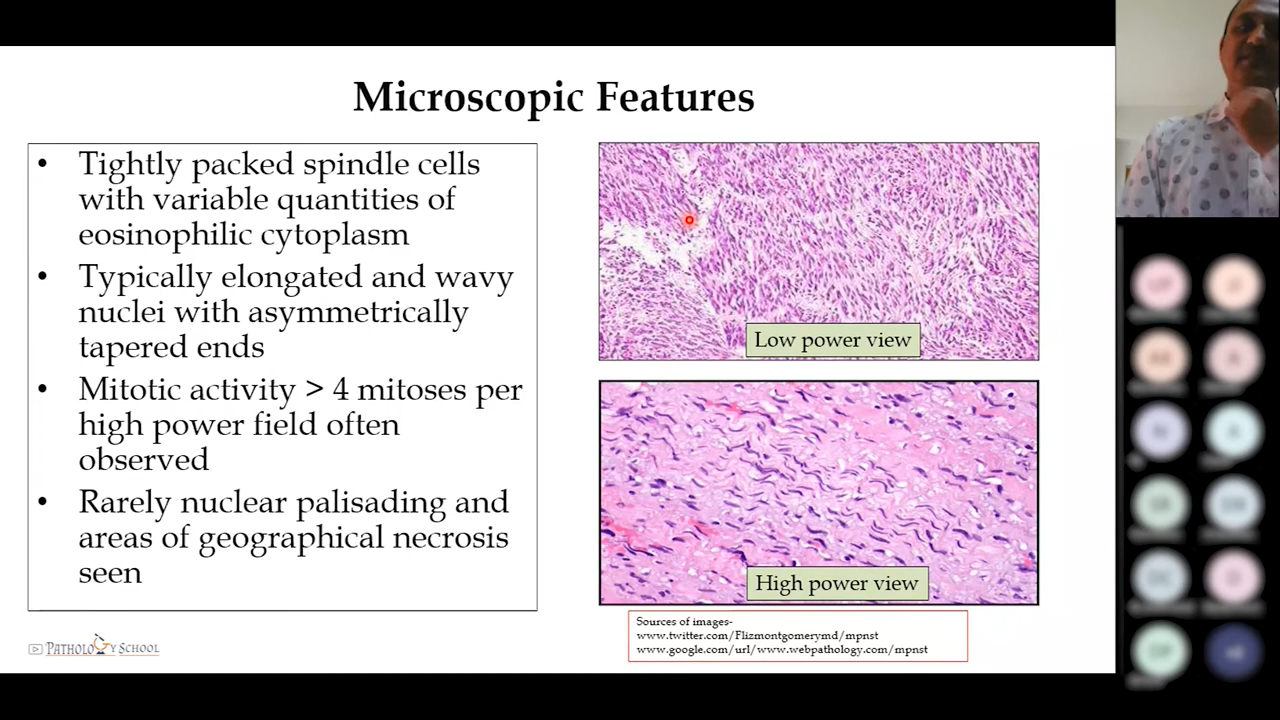 Microscopic Features
• Tightly packed spindle cells
with variable quantities of
eosinophilic cytoplasm
• Typically elongated and wavy
nuclei with asymmetrically
tapered ends
• Mitotic activity > 4 mitoses per
high power field often
observed
• Rarely nuclear palisading and
areas of geographical necrosis
seen
Low power view
High power view
Sources of images-
www.twitter.com/Flizmontgomerymd/mpnst
www.google.com/url/www.webpathology.com/mpnst
PATHOLOGY SCHOOL